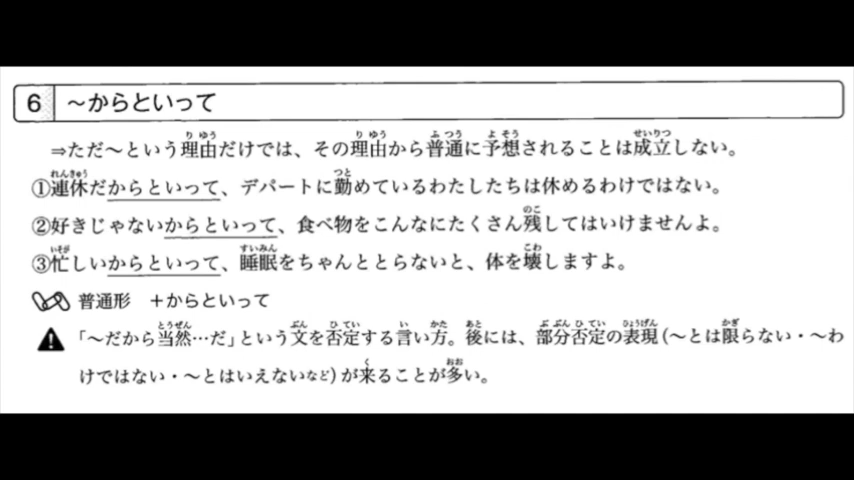 6 ～からといって
⇒ただ～という理由だけでは、その理由から普通に予想されることは成立しない。
①連休だからといって、デパートに勤めているわたしたちは休めるわけではない。
②好きじゃないからといって、食べ物をこんなにたくさん残してはいけませんよ。
③忙しいからといって、睡眠をちゃんととらないと、体を壊しますよ。
普通形 ＋からといって
「～だから当然…だ」という文を否定する言い方。後には、部分否定の表現(～とは限らない・～わ
けではない・～とはいえないなど)が来ることが多い。